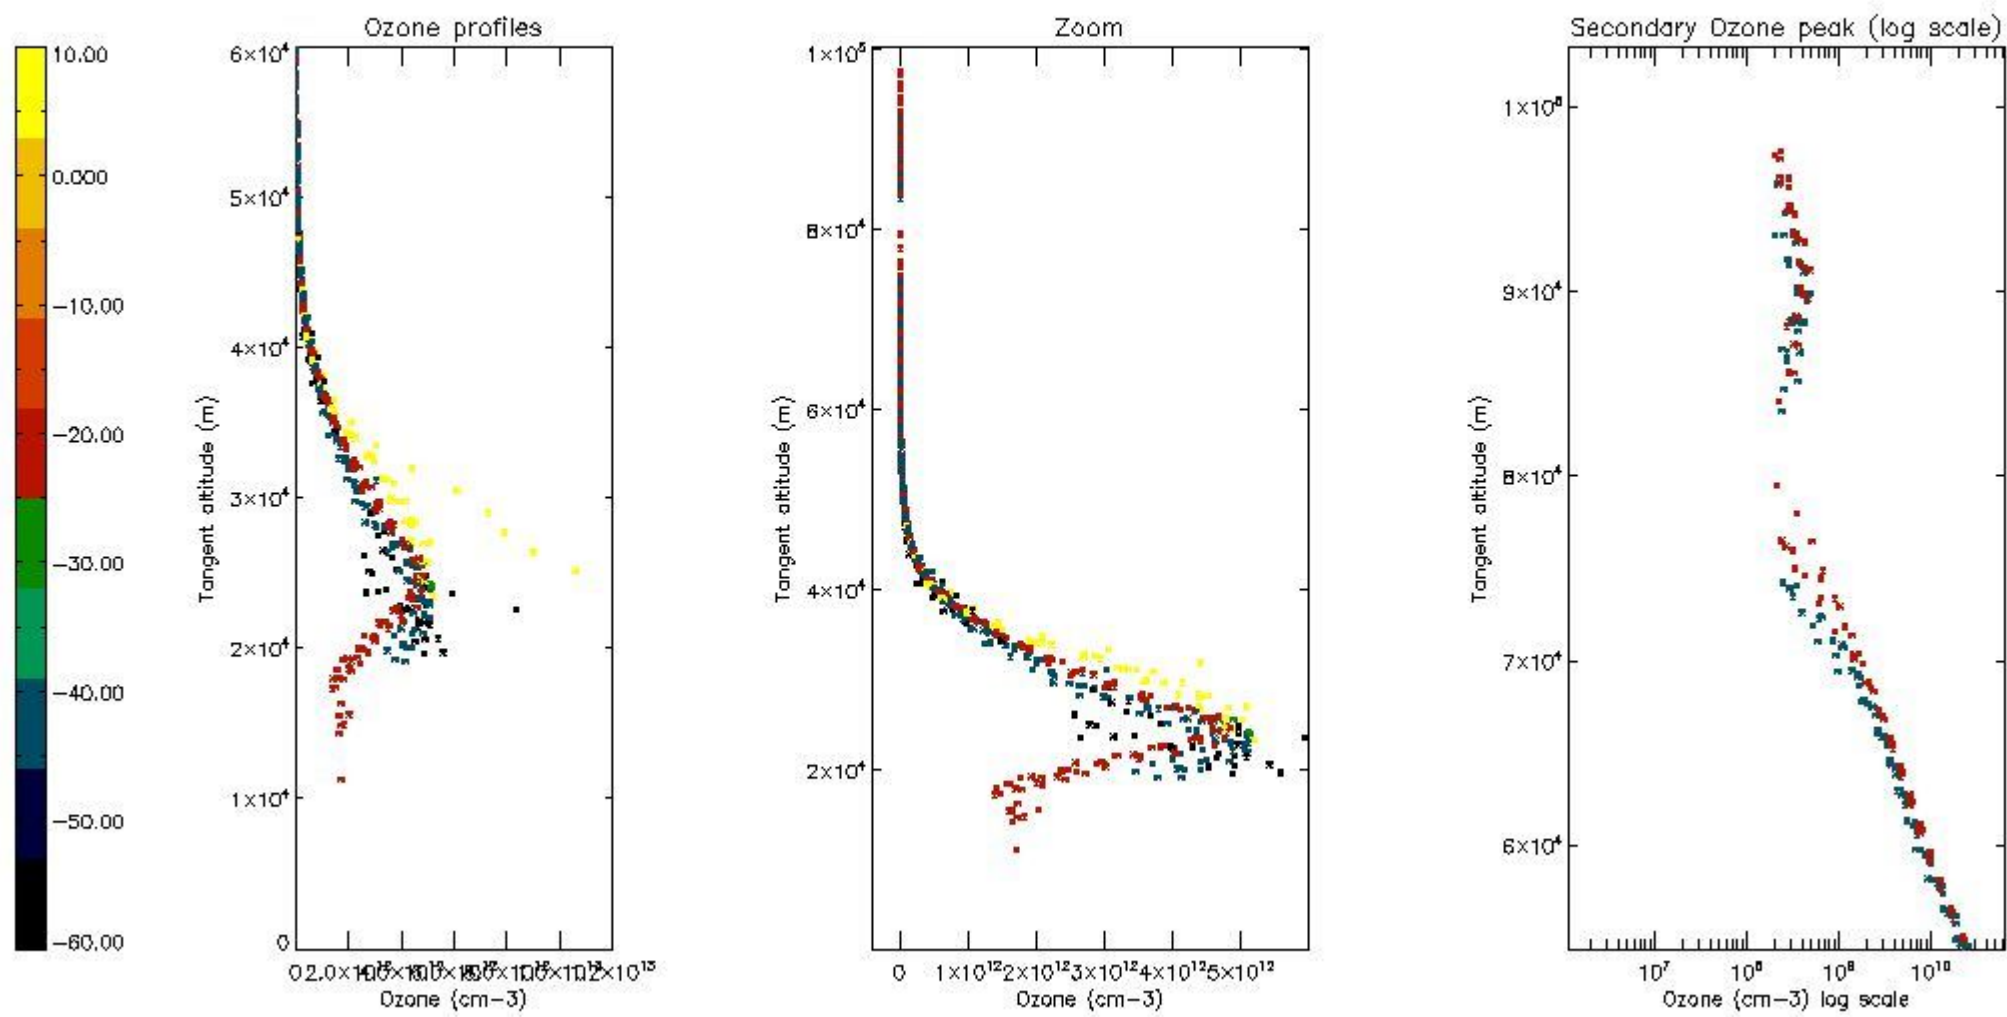 Ozone profiles
Zoom
Secondary Ozone peak (log scale)
10.00
0.000
−10.00
−20.00
−30.00
−40.00
−50.00
−60.00
6×10⁴
5×10⁴
4×10⁴
3×10⁴
2×10⁴
1×10⁴
0
Tangent altitude (m)
Ozone (cm−3)
1×10⁵
8×10⁴
6×10⁴
4×10⁴
2×10⁴
Tangent altitude (m)
0 1×10¹² 2×10¹² 3×10¹² 4×10¹² 5×10¹²
Ozone (cm−3)
9×10⁴
8×10⁴
7×10⁴
6×10⁴
Tangent altitude (m)
10⁷ 10⁸ 10⁹ 10¹⁰
Ozone (cm−3) log scale